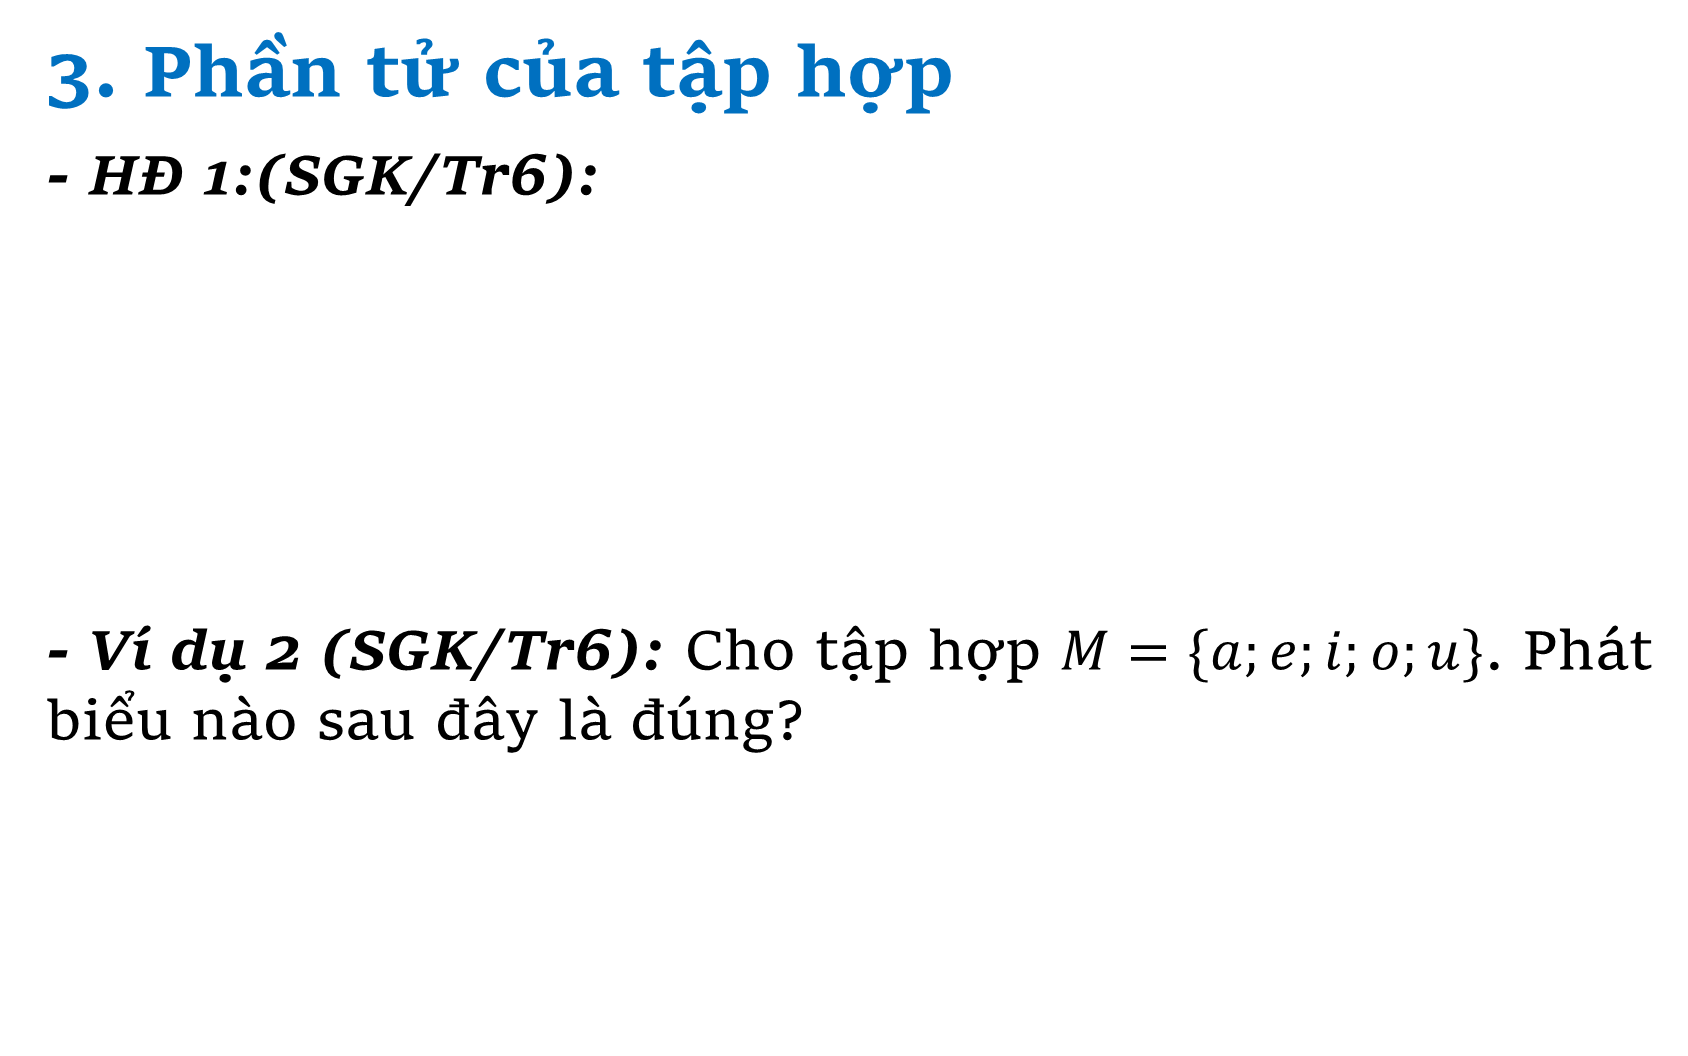 3. Phần tử của tập hợp
- HĐ 1:(SGK/Tr6):
- Ví dụ 2 (SGK/Tr6): Cho tập hợp M = {a; e; i; o; u}. Phát
biểu nào sau đây là đúng?